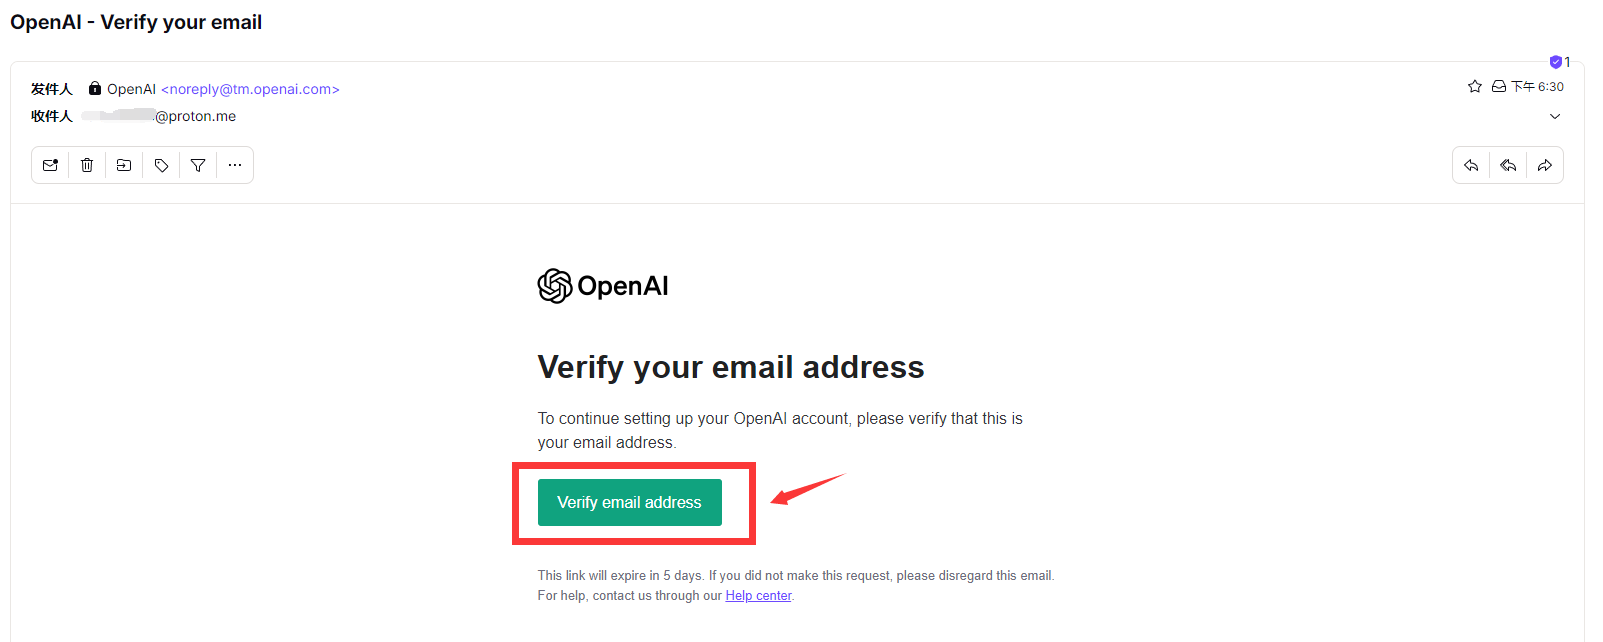 OpenAI - Verify your email
1
发件人 OpenAI <noreply@tm.openai.com>
下午 6:30
收件人 @proton.me
OpenAI
Verify your email address
To continue setting up your OpenAI account, please verify that this is
your email address.
Verify email address
This link will expire in 5 days. If you did not make this request, please disregard this email.
For help, contact us through our Help center.